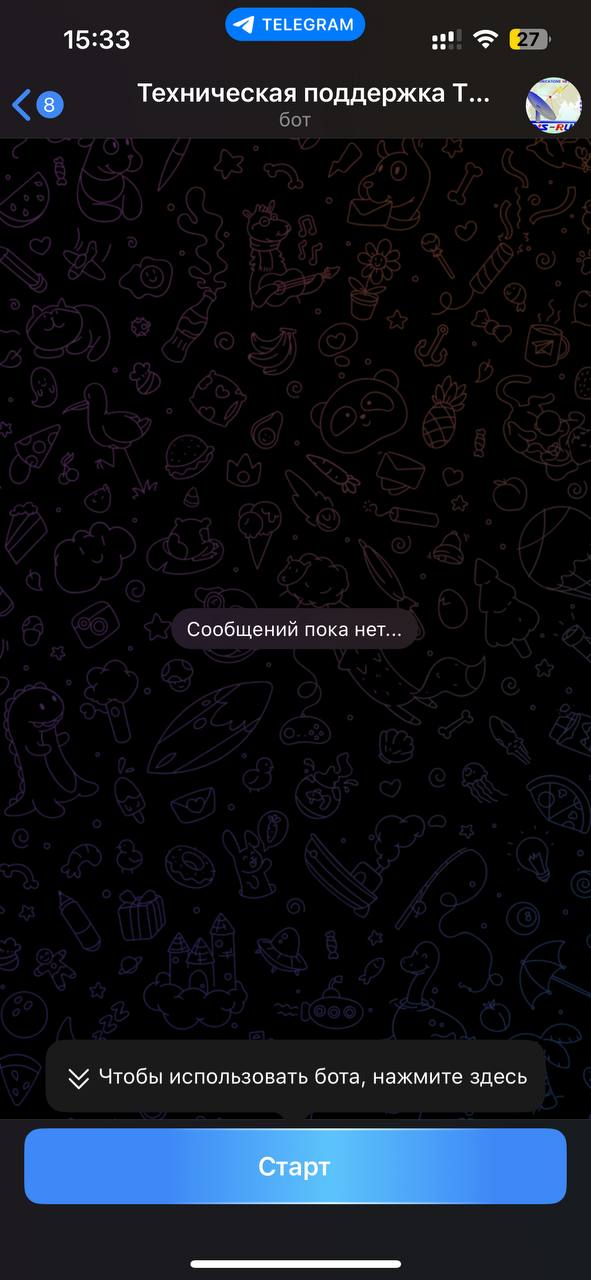 15:33
TELEGRAM
27
8
Техническая поддержка Т...
бот
Сообщений пока нет...
Чтобы использовать бота, нажмите здесь
Старт